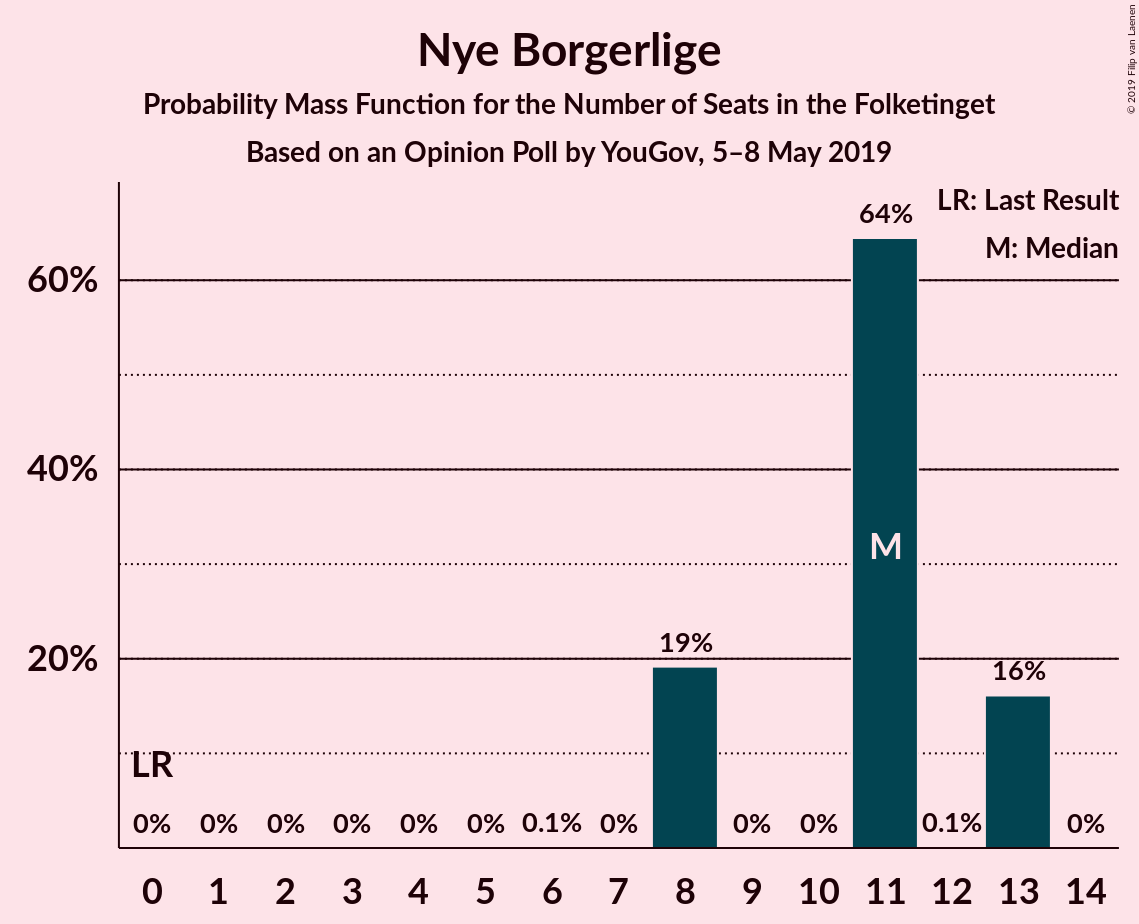 Nye Borgerlige
Probability Mass Function for the Number of Seats in the Folketinget
Based on an Opinion Poll by YouGov, 5–8 May 2019
© 2019 Filip van Laenen
LR: Last Result
M: Median
60%
40%
20%
64%
M
19%
16%
LR
0% 0% 0% 0% 0% 0% 0.1% 0% 0% 0% 0.1% 0%
0 1 2 3 4 5 6 7 8 9 10 11 12 13 14